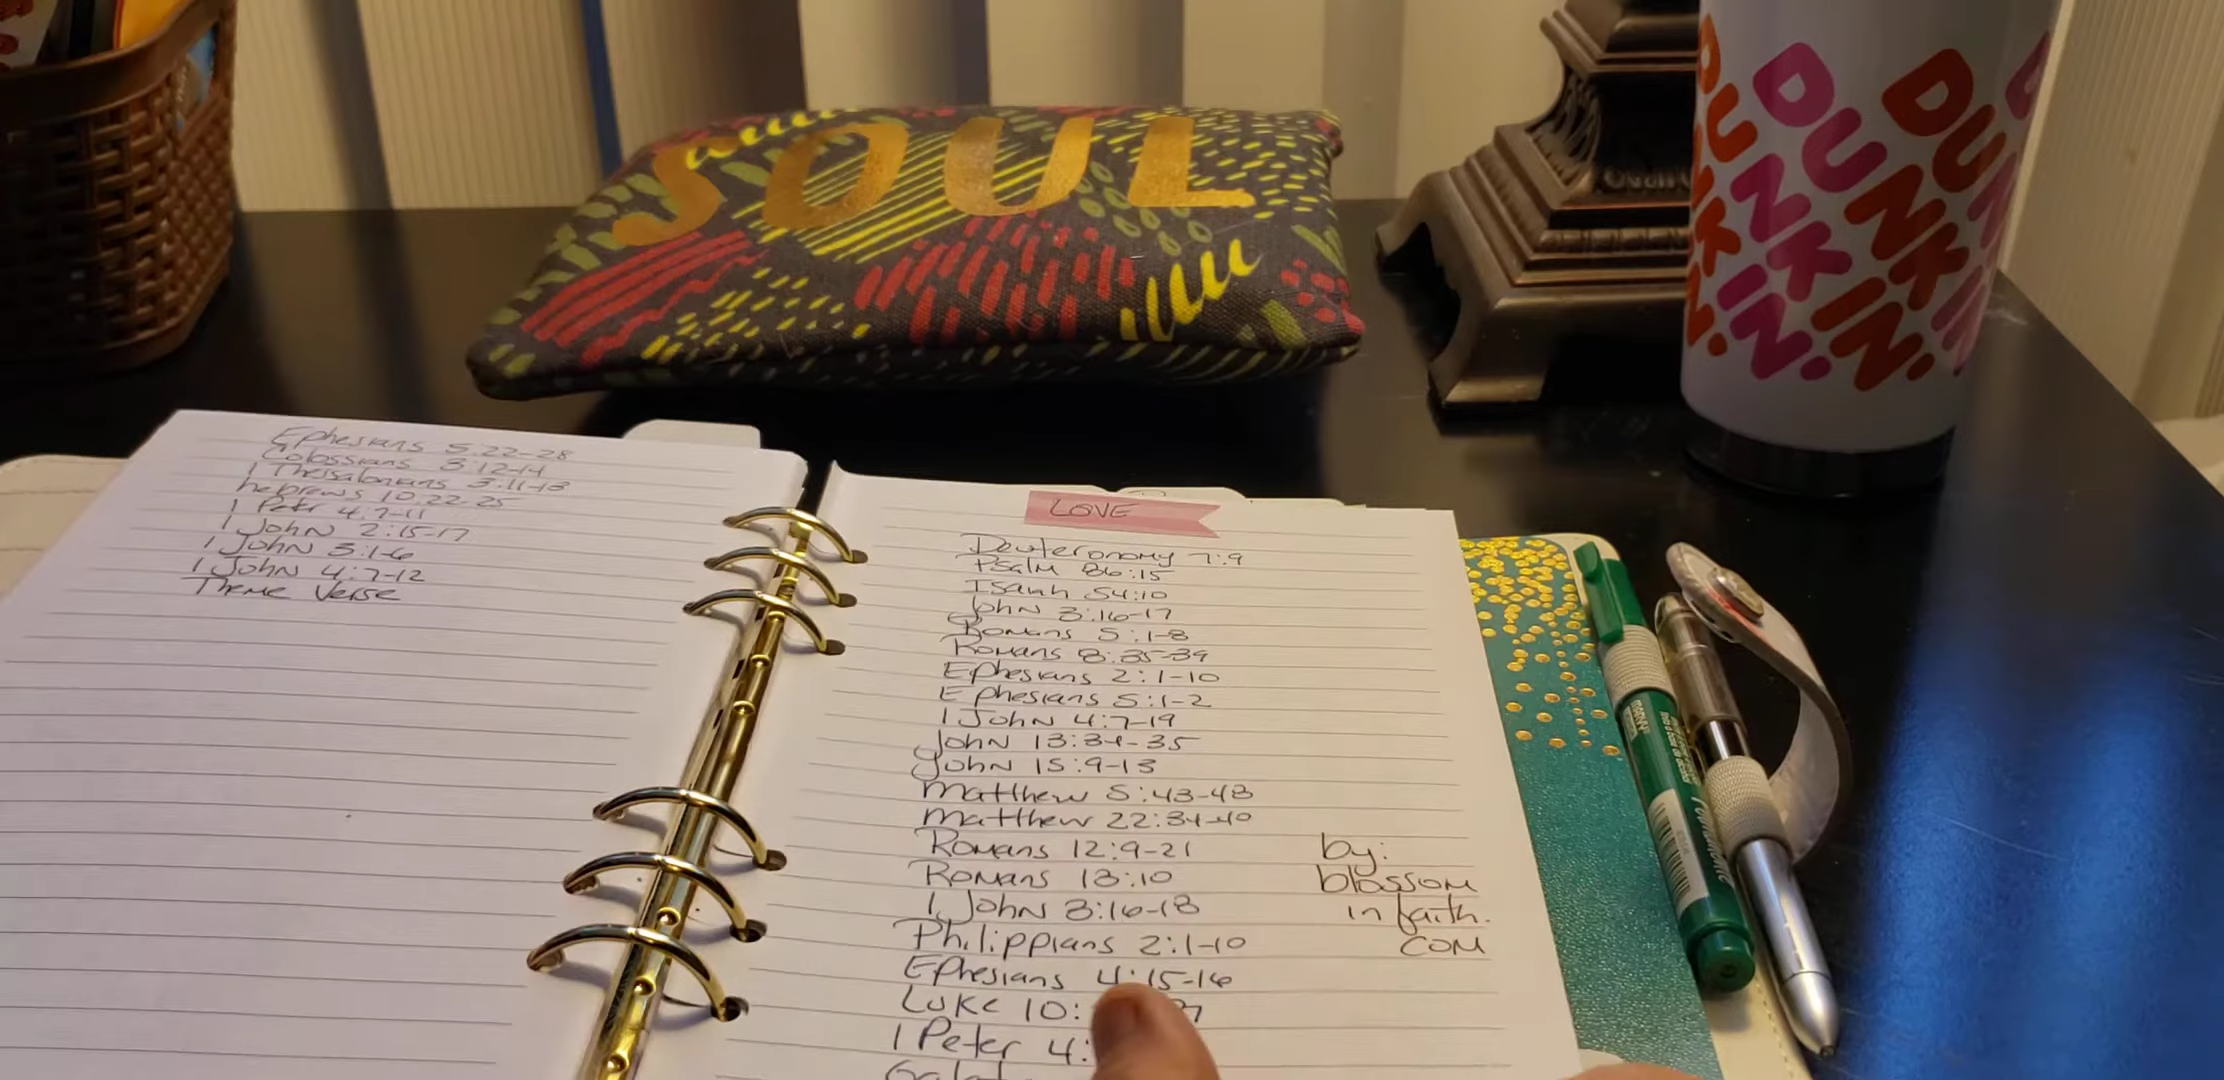 SOUL
DUNKIN'
DUNKIN'
DUNKIN'
Ephesians 5:22-28
Colossians 3:12-14
1 Thessalonians 3:11-13
hebrews 10:22-25
1 Peter 4:7-11
1 John 2:15-17
1 John 3:1-6
1 John 4:7-12
Theme Verse
LOVE
Deuteronomy 7:9
Psalm 86:15
Isaiah 54:10
John 3:16-17
Romans 5:1-8
Romans 8:35-39
Ephesians 2:1-10
Ephesians 5:1-2
1 John 4:7-19
John 13:34-35
John 15:9-13
Matthew 5:43-48
Matthew 22:34-40
Romans 12:9-21
Romans 13:10
1 John 3:16-18
Philippians 2:1-10
Ephesians 4:15-16
Luke 10:
1 Peter 4:
by:
blossom
in faith.
com